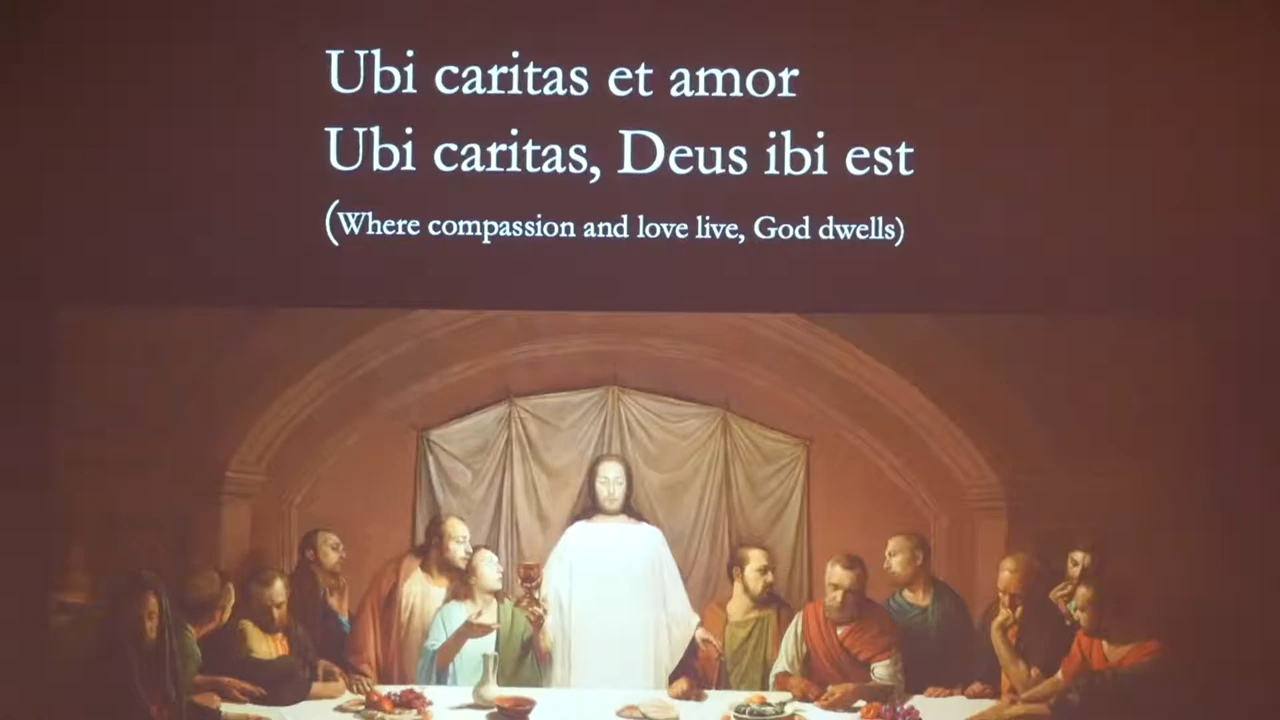 Ubi caritas et amor
Ubi caritas, Deus ibi est
(Where compassion and love live, God dwells)